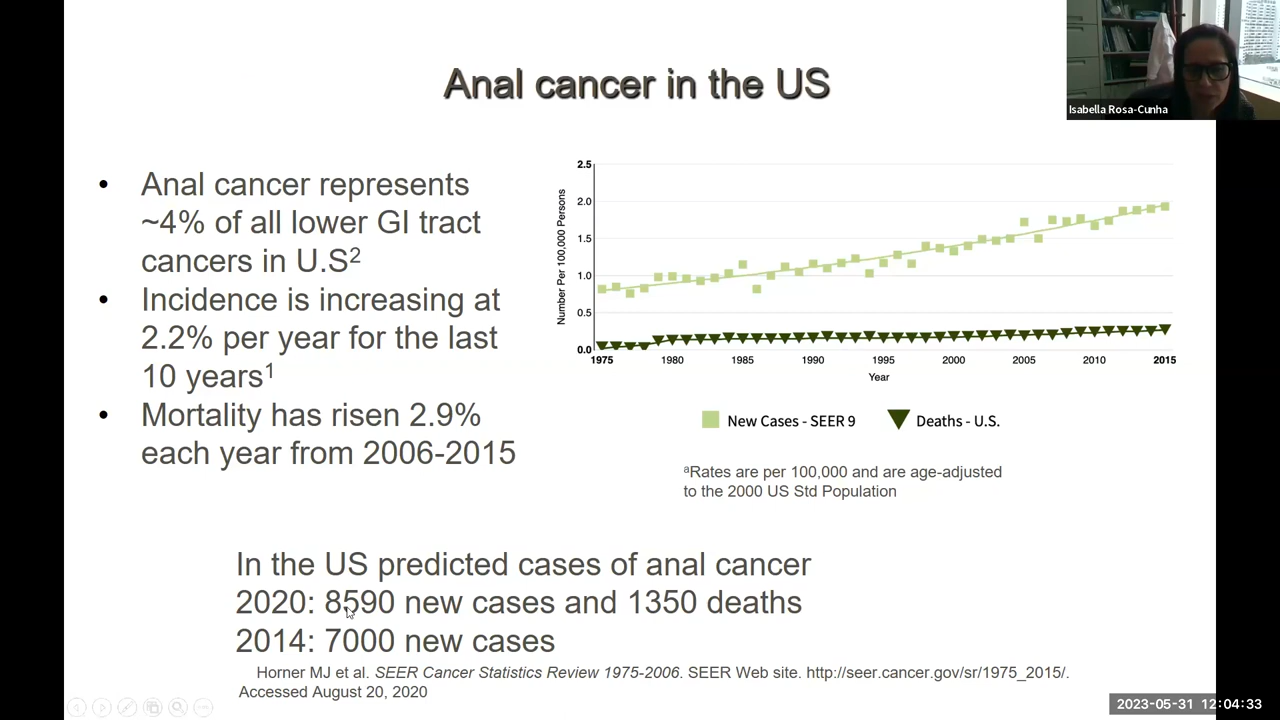 Anal cancer in the US
Isabella Rosa-Cunha
• Anal cancer represents
~4% of all lower GI tract
cancers in U.S²
• Incidence is increasing at
2.2% per year for the last
10 years¹
• Mortality has risen 2.9%
each year from 2006-2015
Number Per 100,000 Persons
2.5
2.0
1.5
1.0
0.5
0.0
1975 1980 1985 1990 1995 2000 2005 2010 2015
Year
New Cases - SEER 9 Deaths - U.S.
ªRates are per 100,000 and are age-adjusted
to the 2000 US Std Population
In the US predicted cases of anal cancer
2020: 8590 new cases and 1350 deaths
2014: 7000 new cases
Horner MJ et al. SEER Cancer Statistics Review 1975-2006. SEER Web site. http://seer.cancer.gov/sr/1975_2015/.
Accessed August 20, 2020
2023-05-31 12:04:33